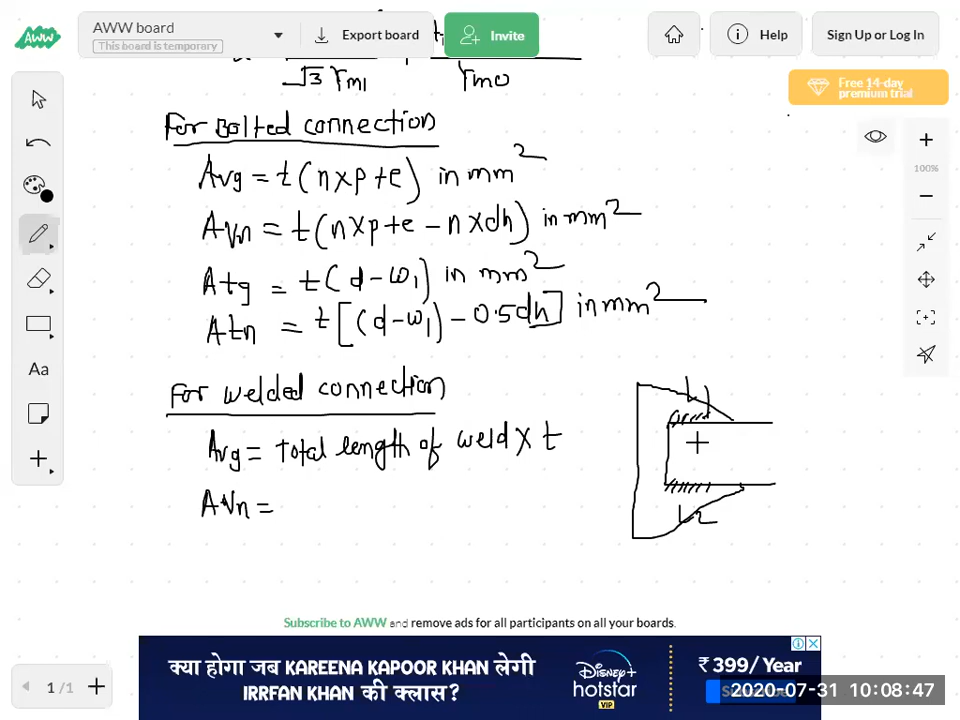 AWW
AWW board
This board is temporary
Export board
Invite
Help
Sign Up or Log In
Free 14-day
premium trial
√3 γm1 γm0
100%
For Bolted connection
Avg = t(n×p+e) in mm²
Avn = t(n×p+e - n×dh) in mm²
Atg = t(d-w1) in mm²
Atn = t[(d-w1) - 0.5dh] in mm²
For welded connection
L1
Avg = total length of weld × t
Avn =
L2
Aa
Subscribe to AWW and remove ads for all participants on all your boards.
क्या होगा जब KAREENA KAPOOR KHAN लेगी
IRRFAN KHAN की क्लास?
Disney+
hotstar
VIP
₹399/Year
2020-07-31 10:08:47
1/1